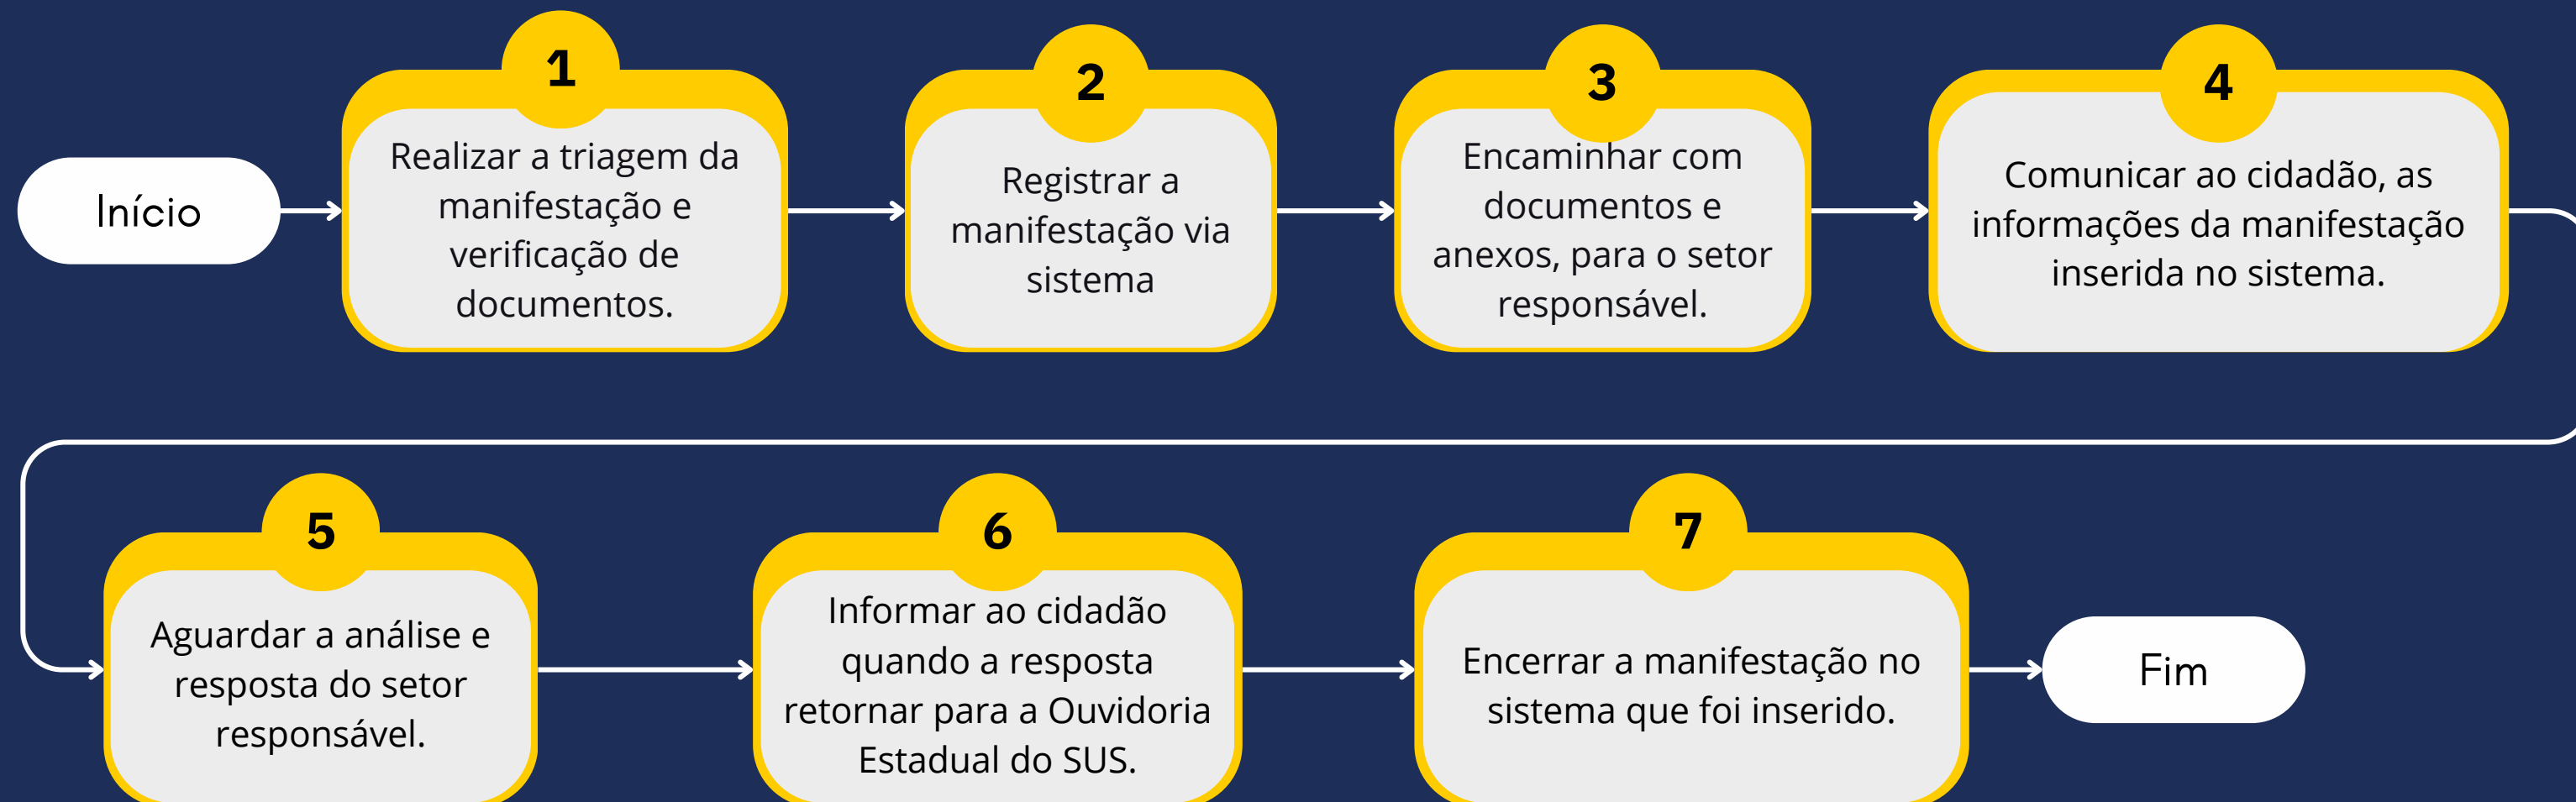 1
2
3
4
Início
Realizar a triagem da
manifestação e
verificação de
documentos.
Registrar a
manifestação via
sistema
Encaminhar com
documentos e
anexos, para o setor
responsável.
Comunicar ao cidadão, as
informações da manifestação
inserida no sistema.
5
6
7
Aguardar a análise e
resposta do setor
responsável.
Informar ao cidadão
quando a resposta
retornar para a Ouvidoria
Estadual do SUS.
Encerrar a manifestação no
sistema que foi inserido.
Fim